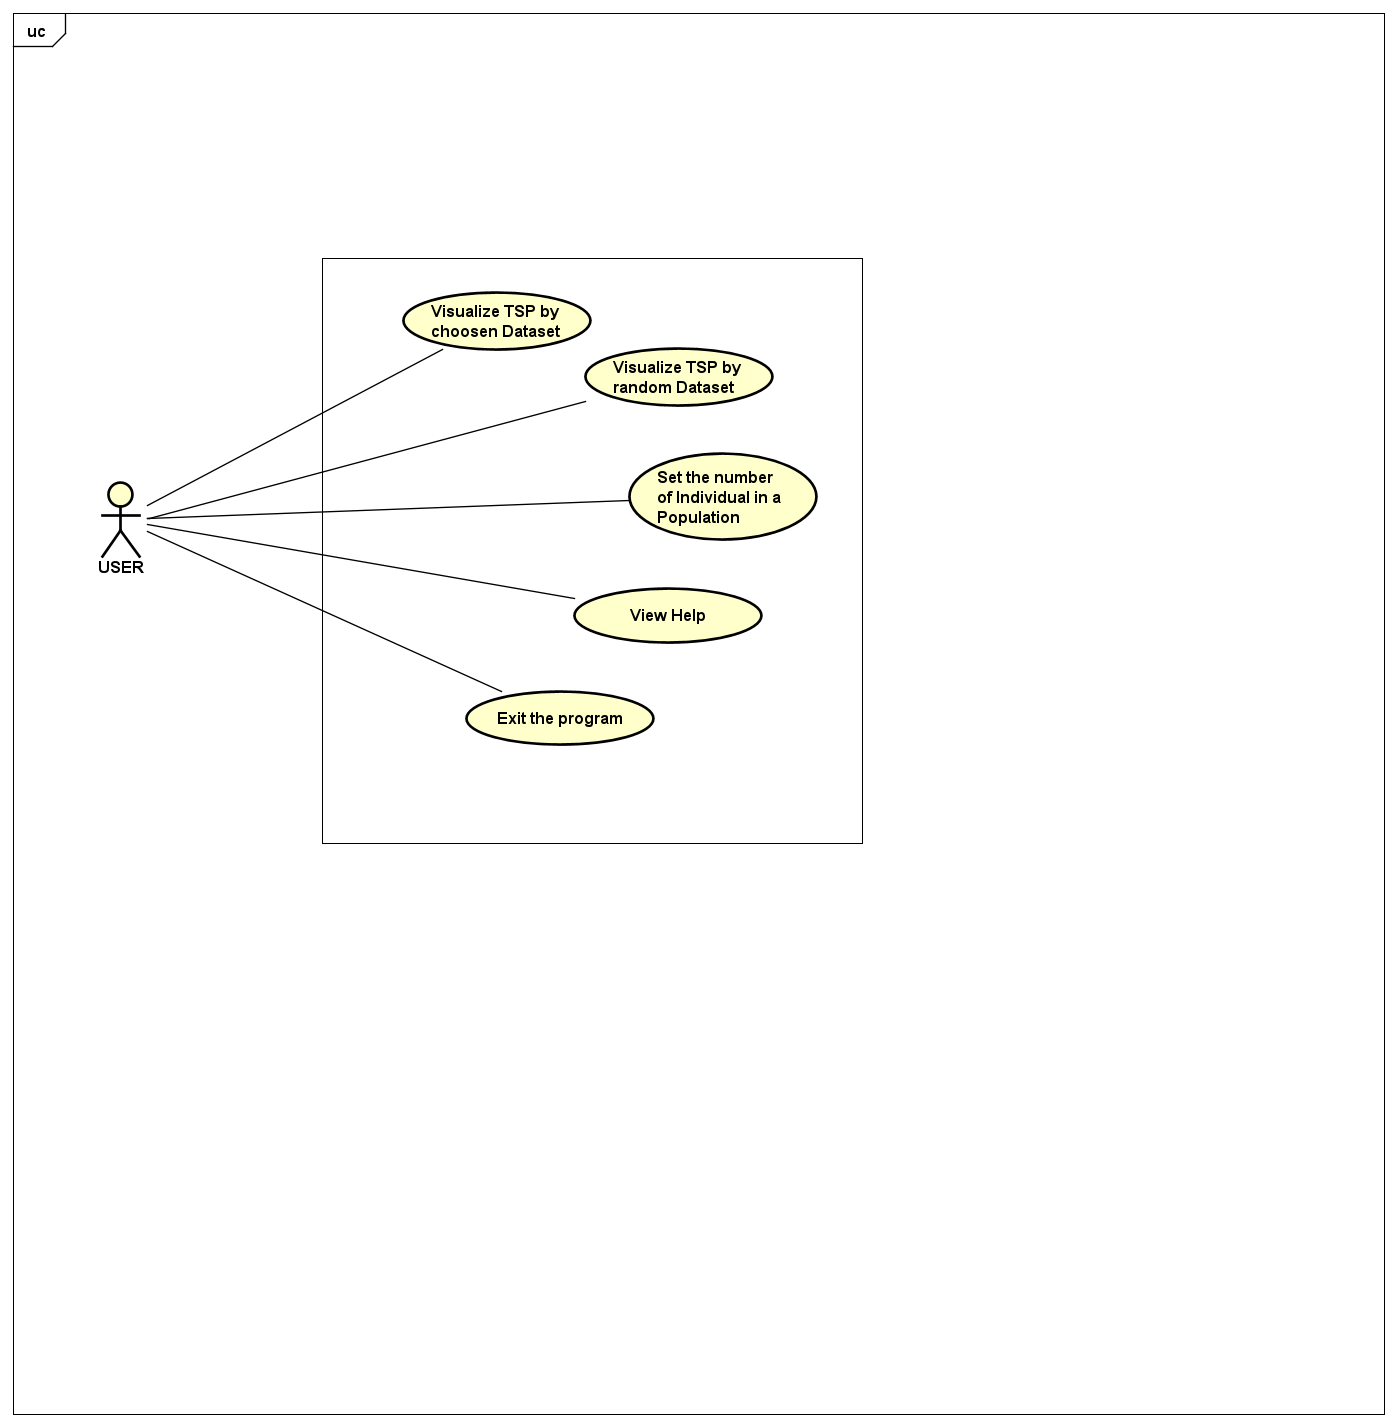 uc
Visualize TSP by
choosen Dataset
Visualize TSP by
random Dataset
Set the number
of Individual in a
Population
USER
View Help
Exit the program